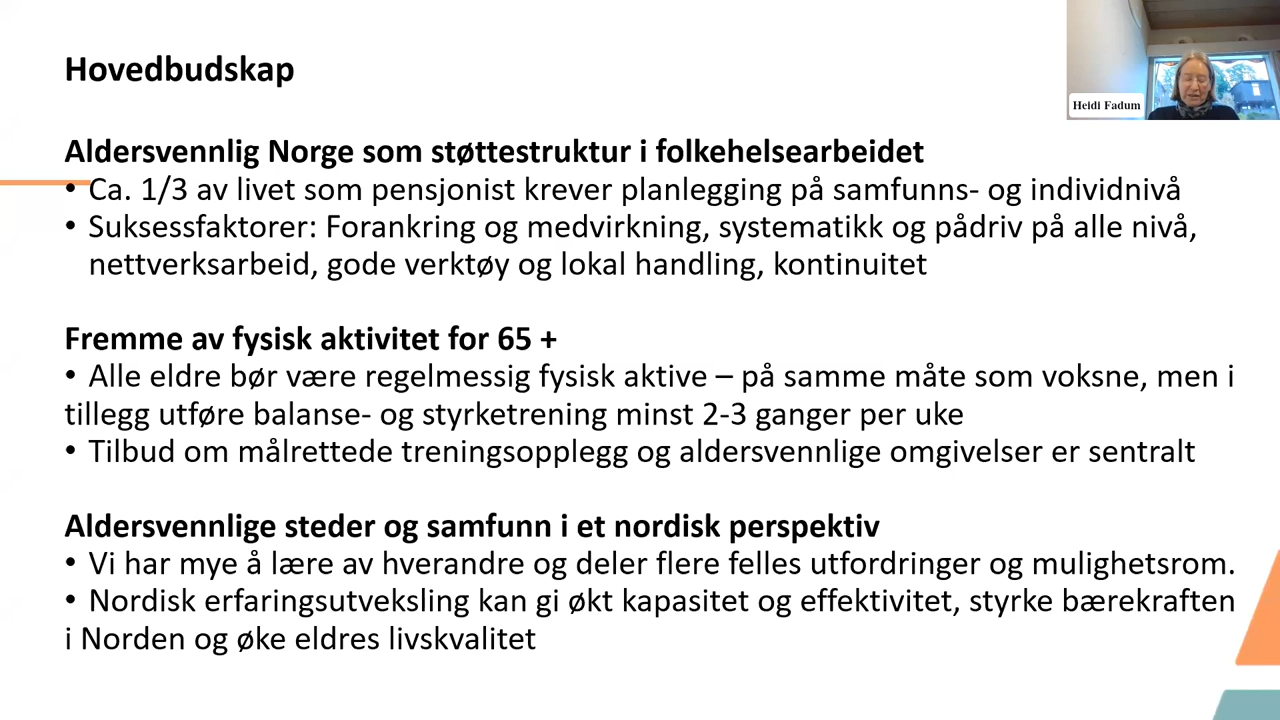 Hovedbudskap
Heidi Fadum
Aldersvennlig Norge som støttestruktur i folkehelsearbeidet
• Ca. 1/3 av livet som pensjonist krever planlegging på samfunns- og individnivå
• Suksessfaktorer: Forankring og medvirkning, systematikk og pådriv på alle nivå,
nettverksarbeid, gode verktøy og lokal handling, kontinuitet
Fremme av fysisk aktivitet for 65 +
• Alle eldre bør være regelmessig fysisk aktive – på samme måte som voksne, men i
tillegg utføre balanse- og styrketrening minst 2-3 ganger per uke
• Tilbud om målrettede treningsopplegg og aldersvennlige omgivelser er sentralt
Aldersvennlige steder og samfunn i et nordisk perspektiv
• Vi har mye å lære av hverandre og deler flere felles utfordringer og mulighetsrom.
• Nordisk erfaringsutveksling kan gi økt kapasitet og effektivitet, styrke bærekraften
i Norden og øke eldres livskvalitet